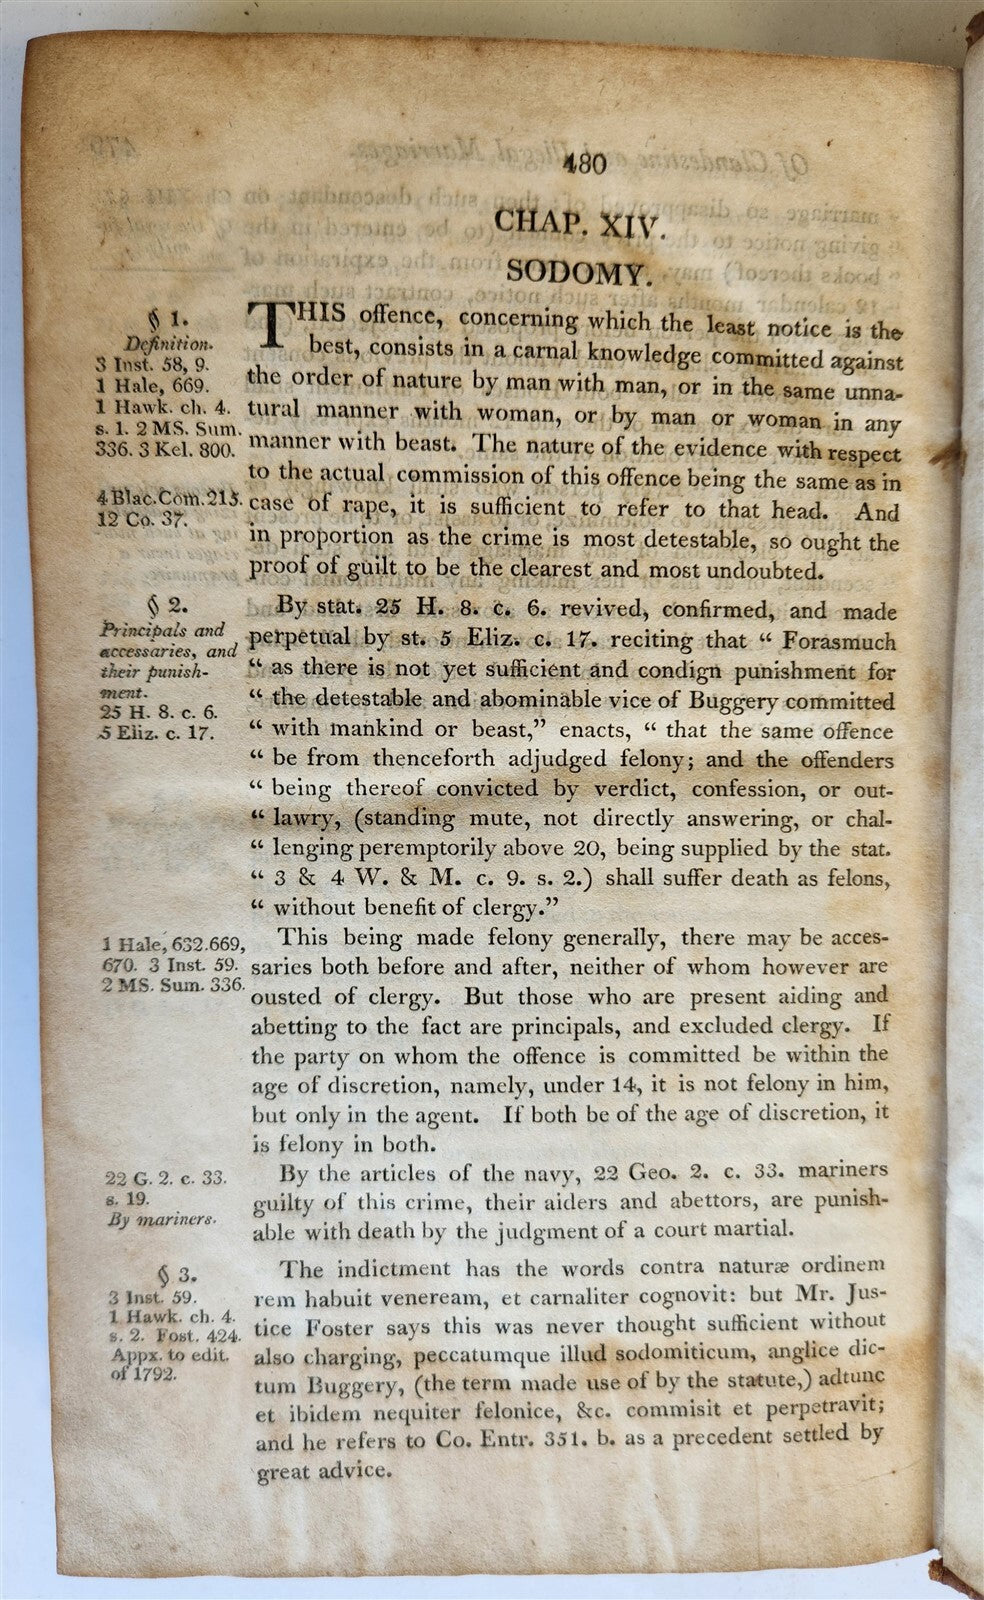 480
CHAP. XIV.
SODOMY.
§ 1.
Definition.
3 Inst. 58, 9.
1 Hale, 669.
1 Hawk. ch. 4.
s. 1. 2 MS. Sum.
336. 3 Kel. 800.
4 Blac. Com. 215.
12 Co. 37.
THIS offence, concerning which the least notice is the
best, consists in a carnal knowledge committed against
the order of nature by man with man, or in the same unna-
tural manner with woman, or by man or woman in any
manner with beast. The nature of the evidence with respect
to the actual commission of this offence being the same as in
case of rape, it is sufficient to refer to that head. And
in proportion as the crime is most detestable, so ought the
proof of guilt to be the clearest and most undoubted.
§ 2.
Principals and
accessaries, and
their punish-
ment.
25 H. 8. c. 6.
5 Eliz. c. 17.
By stat. 25 H. 8. c. 6. revived, confirmed, and made
perpetual by st. 5 Eliz. c. 17. reciting that “ Forasmuch
“ as there is not yet sufficient and condign punishment for
“ the detestable and abominable vice of Buggery committed
“ with mankind or beast,” enacts, “ that the same offence
“ be from thenceforth adjudged felony; and the offenders
“ being thereof convicted by verdict, confession, or out-
“ lawry, (standing mute, not directly answering, or chal-
“ lenging peremptorily above 20, being supplied by the stat.
“ 3 & 4 W. & M. c. 9. s. 2.) shall suffer death as felons,
“ without benefit of clergy.”
1 Hale, 632. 669,
670. 3 Inst. 59.
2 MS. Sum. 336.
This being made felony generally, there may be acces-
saries both before and after, neither of whom however are
ousted of clergy. But those who are present aiding and
abetting to the fact are principals, and excluded clergy. If
the party on whom the offence is committed be within the
age of discretion, namely, under 14, it is not felony in him,
but only in the agent. If both be of the age of discretion, it
is felony in both.
22 G. 2. c. 33.
s. 19.
By mariners.
By the articles of the navy, 22 Geo. 2. c. 33. mariners
guilty of this crime, their aiders and abettors, are punish-
able with death by the judgment of a court martial.
§ 3.
3 Inst. 59.
1 Hawk. ch. 4.
s. 2. Fost. 424.
Appx. to edit.
of 1792.
The indictment has the words contra naturæ ordinem
rem habuit veneream, et carnaliter cognovit: but Mr. Jus-
tice Foster says this was never thought sufficient without
also charging, peccatumque illud sodomiticum, anglice dic-
tum Buggery, (the term made use of by the statute,) adtunc
et ibidem nequiter felonice, &c. commisit et perpetravit;
and he refers to Co. Entr. 351. b. as a precedent settled by
great advice.